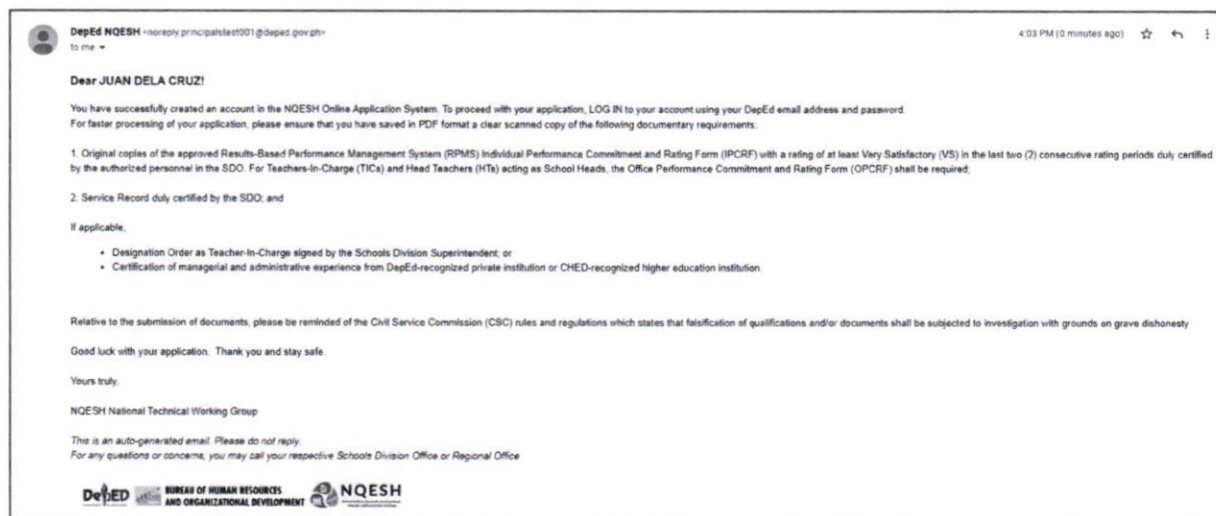 DepEd NQESH <noreply.principalstest001@deped.gov.ph>
4:03 PM (0 minutes ago)
to me
Dear JUAN DELA CRUZ!
You have successfully created an account in the NQESH Online Application System. To proceed with your application, LOG IN to your account using your DepEd email address and password.
For faster processing of your application, please ensure that you have saved in PDF format a clear scanned copy of the following documentary requirements:
1. Original copies of the approved Results-Based Performance Management System (RPMS) Individual Performance Commitment and Rating Form (IPCRF) with a rating of at least Very Satisfactory (VS) in the last two (2) consecutive rating periods duly certified
by the authorized personnel in the SDO. For Teachers-In-Charge (TICs) and Head Teachers (HTs) acting as School Heads, the Office Performance Commitment and Rating Form (OPCRF) shall be required;
2. Service Record duly certified by the SDO; and
If applicable,
• Designation Order as Teacher-In-Charge signed by the Schools Division Superintendent; or
• Certification of managerial and administrative experience from DepEd-recognized private institution or CHED-recognized higher education institution.
Relative to the submission of documents, please be reminded of the Civil Service Commission (CSC) rules and regulations which states that falsification of qualifications and/or documents shall be subjected to investigation with grounds on grave dishonesty
Good luck with your application. Thank you and stay safe.
Yours truly,
NQESH National Technical Working Group
This is an auto-generated email. Please do not reply.
For any questions or concerns, you may call your respective Schools Division Office or Regional Office
DepED BUREAU OF HUMAN RESOURCES NQESH
AND ORGANIZATIONAL DEVELOPMENT